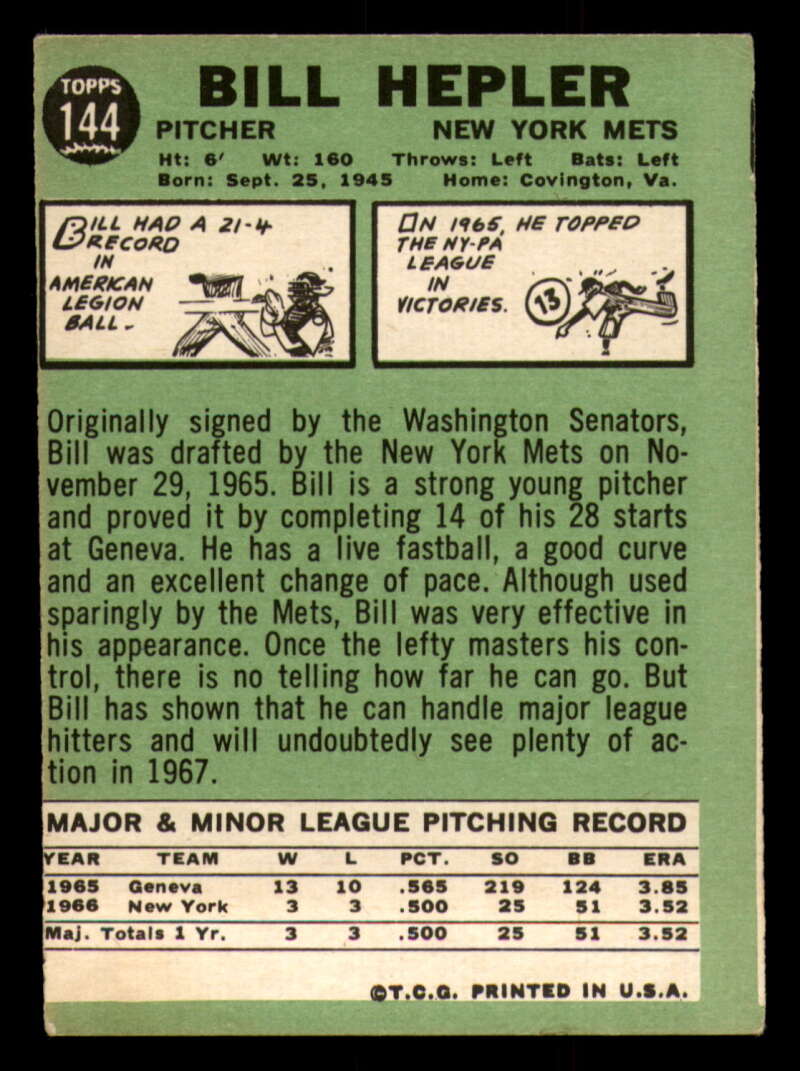 TOPPS
144
BILL HEPLER
PITCHER NEW YORK METS
Ht: 6' Wt: 160 Throws: Left Bats: Left
Born: Sept. 25, 1945 Home: Covington, Va.
BILL HAD A 21-4
RECORD
IN
AMERICAN
LEGION
BALL.
IN 1965, HE TOPPED
THE NY-PA
LEAGUE
IN
VICTORIES.
13
Originally signed by the Washington Senators,
Bill was drafted by the New York Mets on No-
vember 29, 1965. Bill is a strong young pitcher
and proved it by completing 14 of his 28 starts
at Geneva. He has a live fastball, a good curve
and an excellent change of pace. Although used
sparingly by the Mets, Bill was very effective in
his appearance. Once the lefty masters his con-
trol, there is no telling how far he can go. But
Bill has shown that he can handle major league
hitters and will undoubtedly see plenty of ac-
tion in 1967.
MAJOR & MINOR LEAGUE PITCHING RECORD
YEAR TEAM W L PCT. SO BB ERA
1965 Geneva 13 10 .565 219 124 3.85
1966 New York 3 3 .500 25 51 3.52
Maj. Totals 1 Yr. 3 3 .500 25 51 3.52
©T.C.G. PRINTED IN U.S.A.